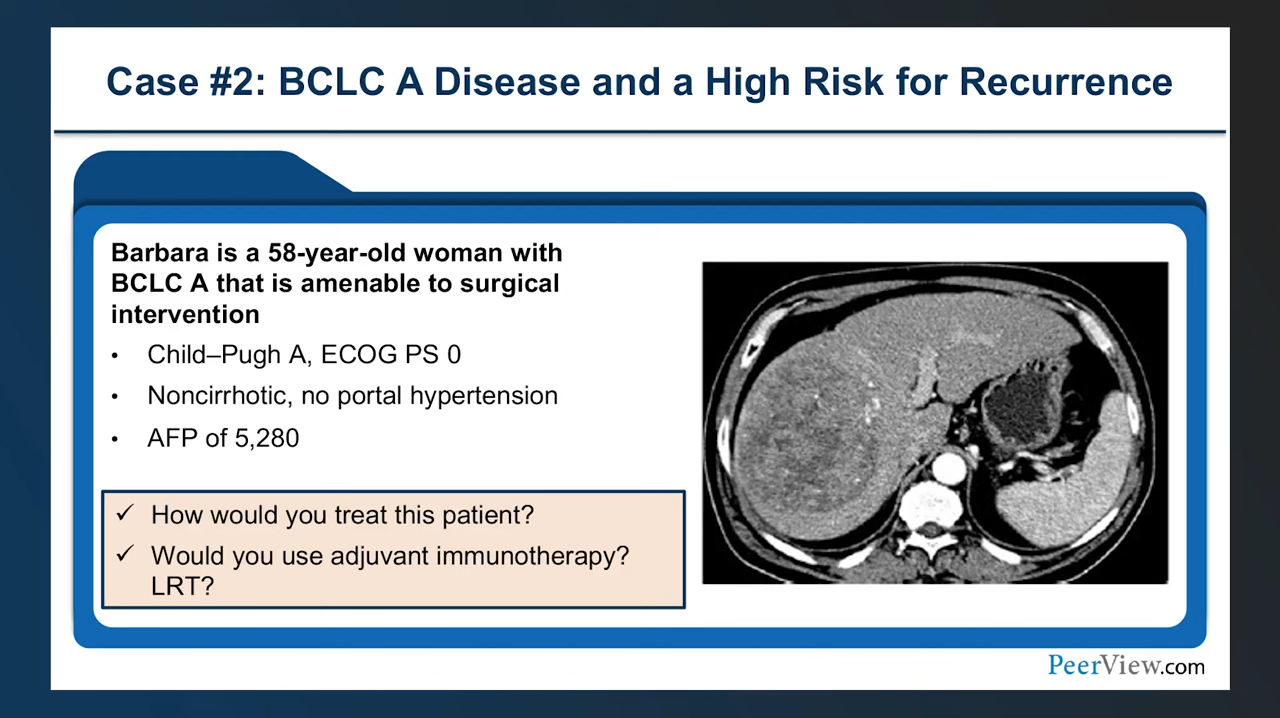 Case #2: BCLC A Disease and a High Risk for Recurrence
Barbara is a 58-year-old woman with
BCLC A that is amenable to surgical
intervention
• Child–Pugh A, ECOG PS 0
• Noncirrhotic, no portal hypertension
• AFP of 5,280
✓ How would you treat this patient?
✓ Would you use adjuvant immunotherapy?
LRT?
PeerView.com